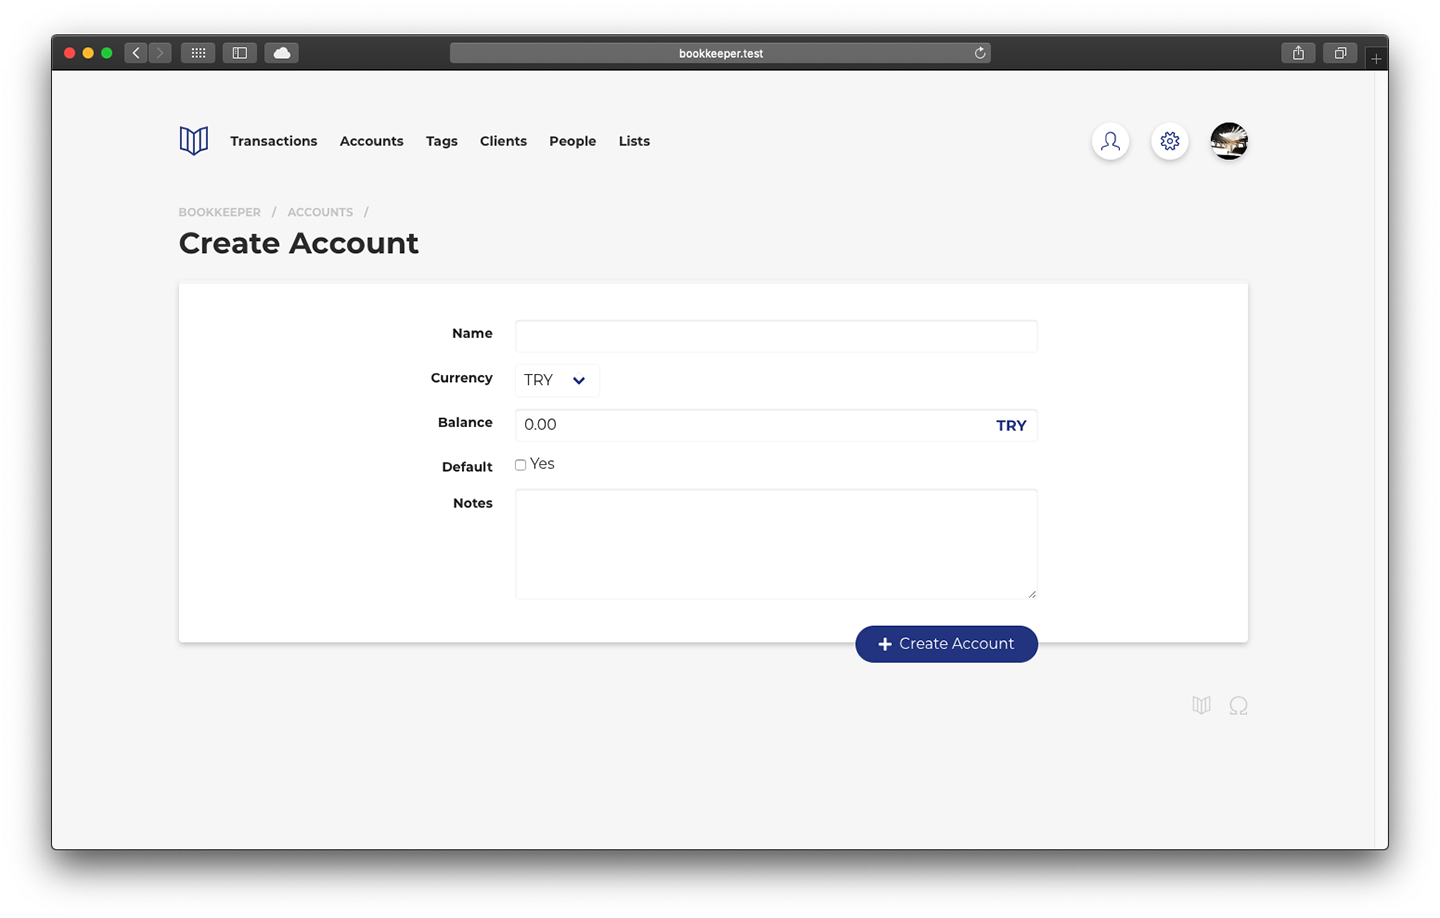 bookkeeper.test
Transactions Accounts Tags Clients People Lists
BOOKKEEPER / ACCOUNTS /
Create Account
Name
Currency TRY
Balance 0.00 TRY
Default Yes
Notes
Create Account